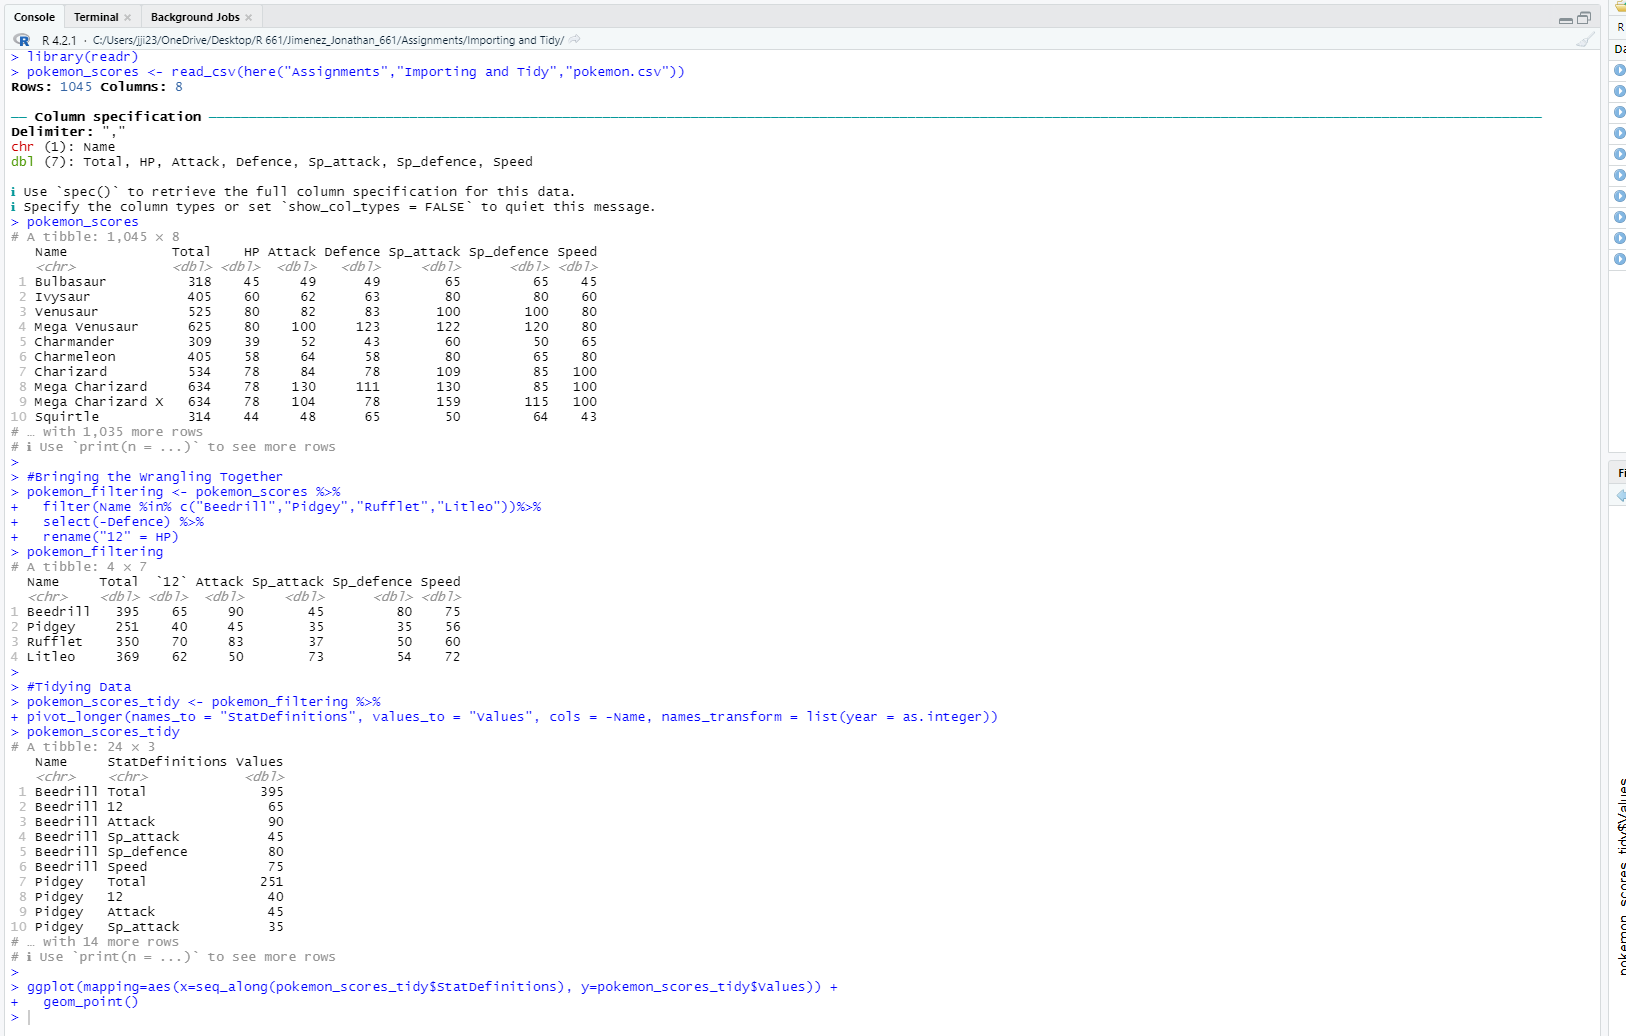 Console Terminal × Background Jobs ×
R 4.2.1 · C:/Users/jji23/OneDrive/Desktop/R 661/Jimenez_Jonathan_661/Assignments/Importing and Tidy/
> library(readr)
> pokemon_scores <- read_csv(here("Assignments","Importing and Tidy","pokemon.csv"))
Rows: 1045 Columns: 8
── Column specification ──
Delimiter: ","
chr (1): Name
dbl (7): Total, HP, Attack, Defence, Sp_attack, Sp_defence, Speed
ℹ Use `spec()` to retrieve the full column specification for this data.
ℹ Specify the column types or set `show_col_types = FALSE` to quiet this message.
> pokemon_scores
# A tibble: 1,045 × 8
Name Total HP Attack Defence Sp_attack Sp_defence Speed
<chr> <dbl> <dbl> <dbl> <dbl> <dbl> <dbl> <dbl>
1 Bulbasaur 318 45 49 49 65 65 45
2 Ivysaur 405 60 62 63 80 80 60
3 Venusaur 525 80 82 83 100 100 80
4 Mega Venusaur 625 80 100 123 122 120 80
5 Charmander 309 39 52 43 60 50 65
6 Charmeleon 405 58 64 58 80 65 80
7 Charizard 534 78 84 78 109 85 100
8 Mega Charizard 634 78 130 111 130 85 100
9 Mega Charizard X 634 78 104 78 159 115 100
10 Squirtle 314 44 48 65 50 64 43
# … with 1,035 more rows
# ℹ Use `print(n = ...)` to see more rows
>
> #Bringing the Wrangling Together
> pokemon_filtering <- pokemon_scores %>%
+   filter(Name %in% c("Beedrill","Pidgey","Rufflet","Litleo"))%>%
+   select(-Defence) %>%
+   rename("12" = HP)
> pokemon_filtering
# A tibble: 4 × 7
Name Total `12` Attack Sp_attack Sp_defence Speed
<chr> <dbl> <dbl> <dbl> <dbl> <dbl> <dbl>
1 Beedrill 395 65 90 45 80 75
2 Pidgey 251 40 45 35 35 56
3 Rufflet 350 70 83 37 50 60
4 Litleo 369 62 50 73 54 72
>
> #Tidying Data
> pokemon_scores_tidy <- pokemon_filtering %>%
+ pivot_longer(names_to = "StatDefinitions", values_to = "Values", cols = -Name, names_transform = list(year = as.integer))
> pokemon_scores_tidy
# A tibble: 24 × 3
Name StatDefinitions Values
<chr> <chr> <dbl>
1 Beedrill Total 395
2 Beedrill 12 65
3 Beedrill Attack 90
4 Beedrill Sp_attack 45
5 Beedrill Sp_defence 80
6 Beedrill Speed 75
7 Pidgey Total 251
8 Pidgey 12 40
9 Pidgey Attack 45
10 Pidgey Sp_attack 35
# … with 14 more rows
# ℹ Use `print(n = ...)` to see more rows
>
> ggplot(mapping=aes(x=seq_along(pokemon_scores_tidy$StatDefinitions), y=pokemon_scores_tidy$Values)) +
+   geom_point()
>
R
Da
Fi
pokemon_scores_tidy$Values